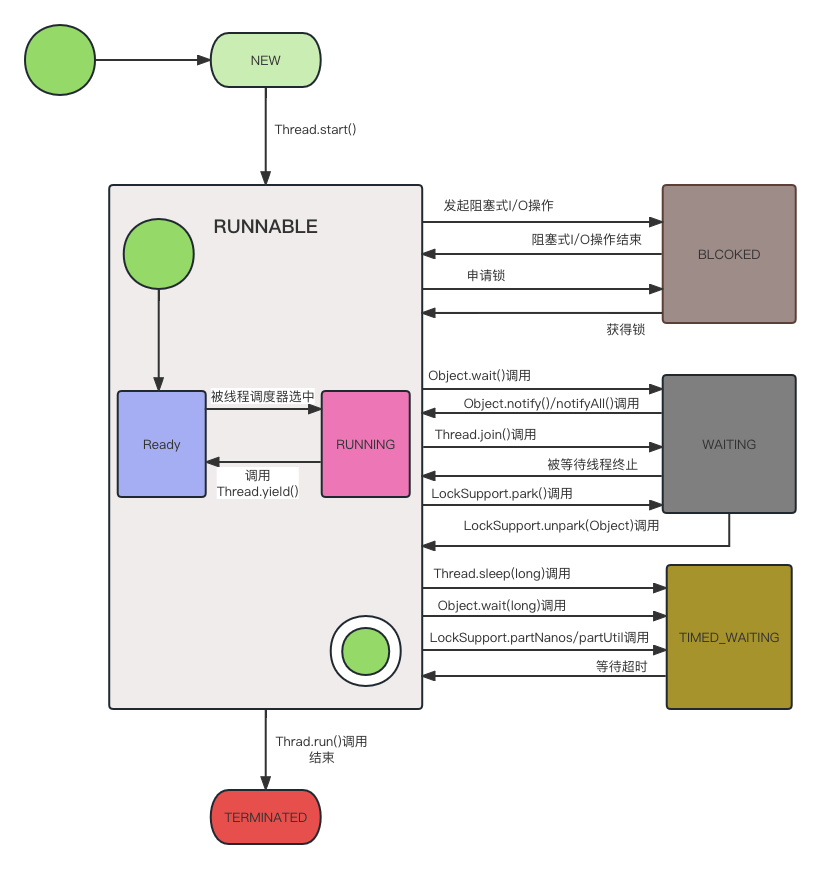 NEW
Thread.start()
RUNNABLE
发起阻塞式I/O操作
阻塞式I/O操作结束
BLCOKED
申请锁
获得锁
Object.wait()调用
被线程调度器选中
Object.notify()/notifyAll()调用
Thread.join()调用
Ready
RUNNING
WAITING
被等待线程终止
调用
Thread.yield()
LockSupport.park()调用
LockSupport.unpark(Object)调用
Thread.sleep(long)调用
Object.wait(long)调用
LockSupport.partNanos/partUtil调用
TIMED_WAITING
等待超时
Thrad.run()调用
结束
TERMINATED